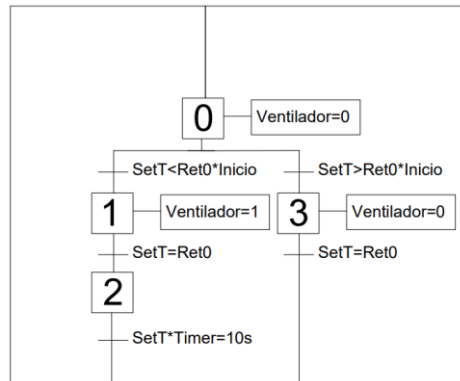 0
Ventilador=0
SetT<Ret0*Inicio
SetT>Ret0*Inicio
1
Ventilador=1
3
Ventilador=0
SetT=Ret0
SetT=Ret0
2
SetT*Timer=10s